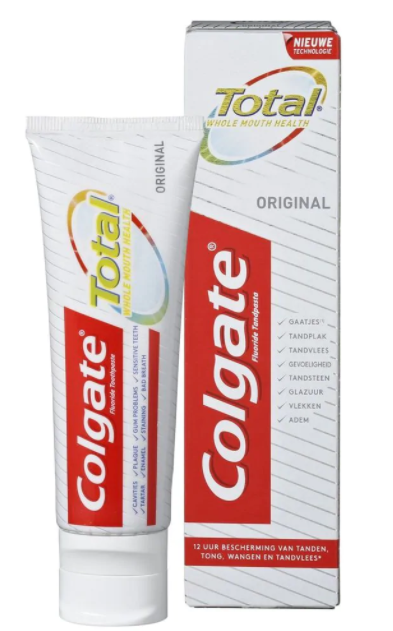 NIEUWE
TECHNOLOGIE
Total®
WHOLE MOUTH HEALTH
ORIGINAL
Colgate®
Fluoride Tandpasta
✓ GAATJES
✓ TANDPLAK
✓ TANDVLEES
✓ GEVOELIGHEID
✓ TANDSTEEN
✓ GLAZUUR
✓ VLEKKEN
✓ ADEM
12 UUR BESCHERMING VAN TANDEN,
TONG, WANGEN EN TANDVLEES*
ORIGINAL
Total®
WHOLE MOUTH HEALTH
Colgate®
Fluoride Toothpaste
✓CAVITIES ✓PLAQUE ✓GUM PROBLEMS ✓SENSITIVE TEETH
✓TARTAR ✓ENAMEL ✓STAINING ✓BAD BREATH